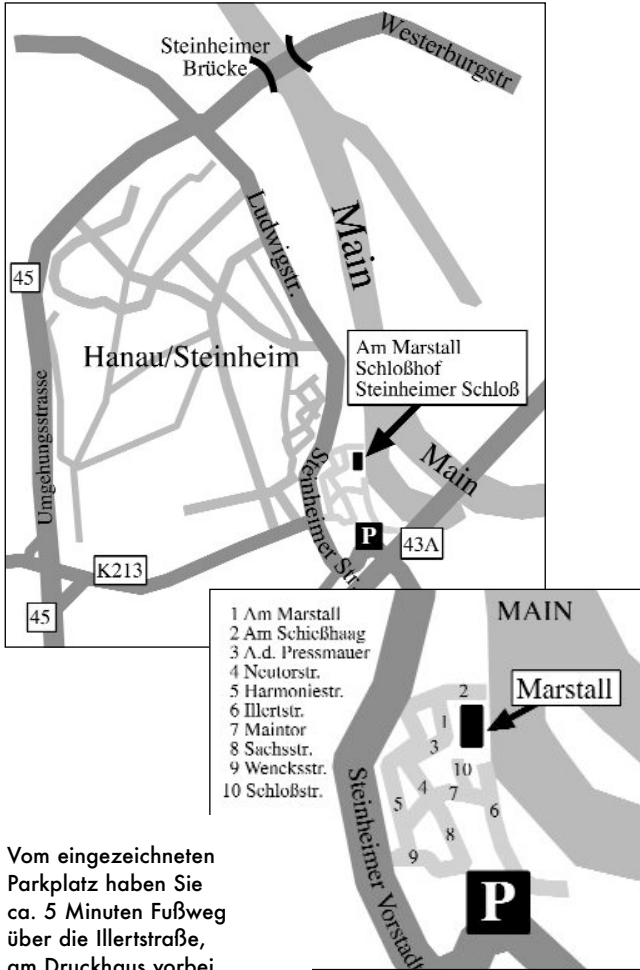 Steinheimer
Brücke
Westerburgstr
Ludwigstr.
Main
45
Hanau/Steinheim
Am Marstall
Schloßhof
Steinheimer Schloß
Umgehungsstrasse
Main
Steinheimer Str.
P
43A
K213
45
1 Am Marstall
2 Am Schießhaag
3 A.d. Pressmauer
4 Neutorstr.
5 Harmoniestr.
6 Illertstr.
7 Maintor
8 Sachsstr.
9 Wencksstr.
10 Schloßstr.
MAIN
2
Marstall
1
3
10
4
7
5
6
8
9
Steinheimer Vorstadt
P
Vom eingezeichneten
Parkplatz haben Sie
ca. 5 Minuten Fußweg
über die Illertstraße,
am Druckhaus vorbei